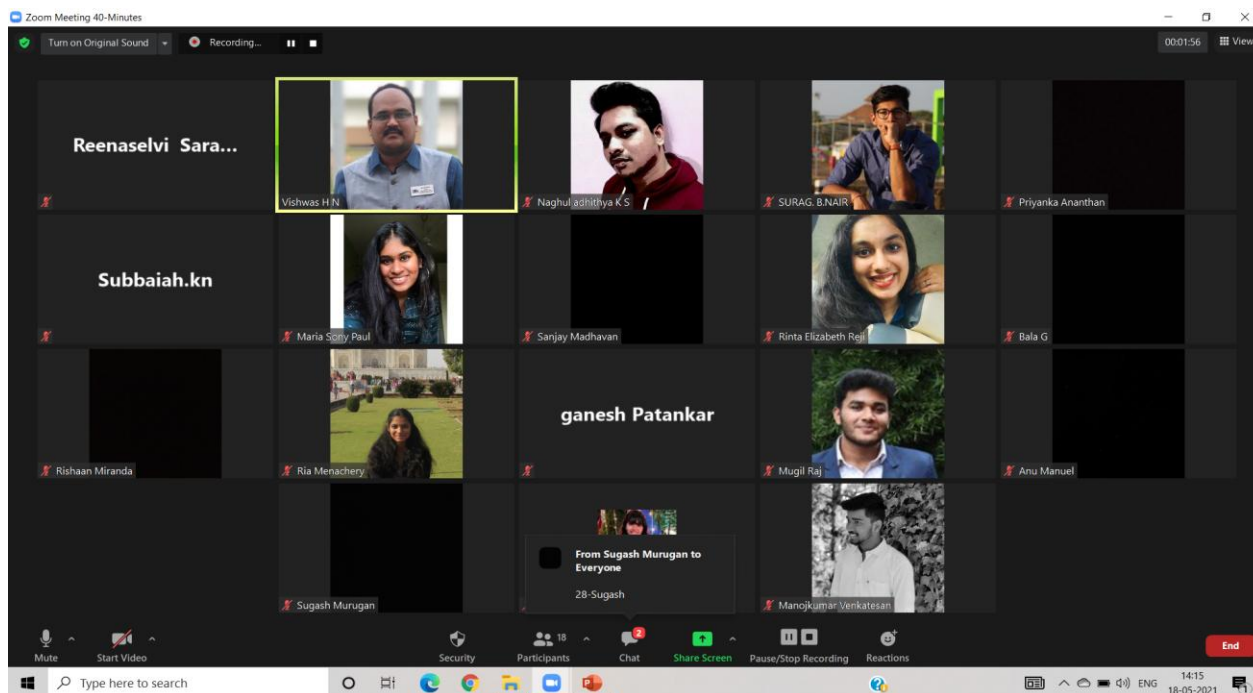 Zoom Meeting 40-Minutes
Turn on Original Sound
Recording...
00:01:56
View
Reenaselvi Sara...
Vishwas H N
Naghul adhithya K S
SURAG. B.NAIR
Priyanka Ananthan
Subbaiah.kn
Maria Sony Paul
Sanjay Madhavan
Rinta Elizabeth Reji
Bala G
Rishaan Miranda
Ria Menachery
ganesh Patankar
Mugil Raj
Anu Manuel
From Sugash Murugan to
Everyone
28-Sugash
Sugash Murugan
Manojkumar Venkatesan
Mute
Start Video
Security
18
Participants
2
Chat
Share Screen
Pause/Stop Recording
Reactions
End
Type here to search
ENG
14:15
18-05-2021